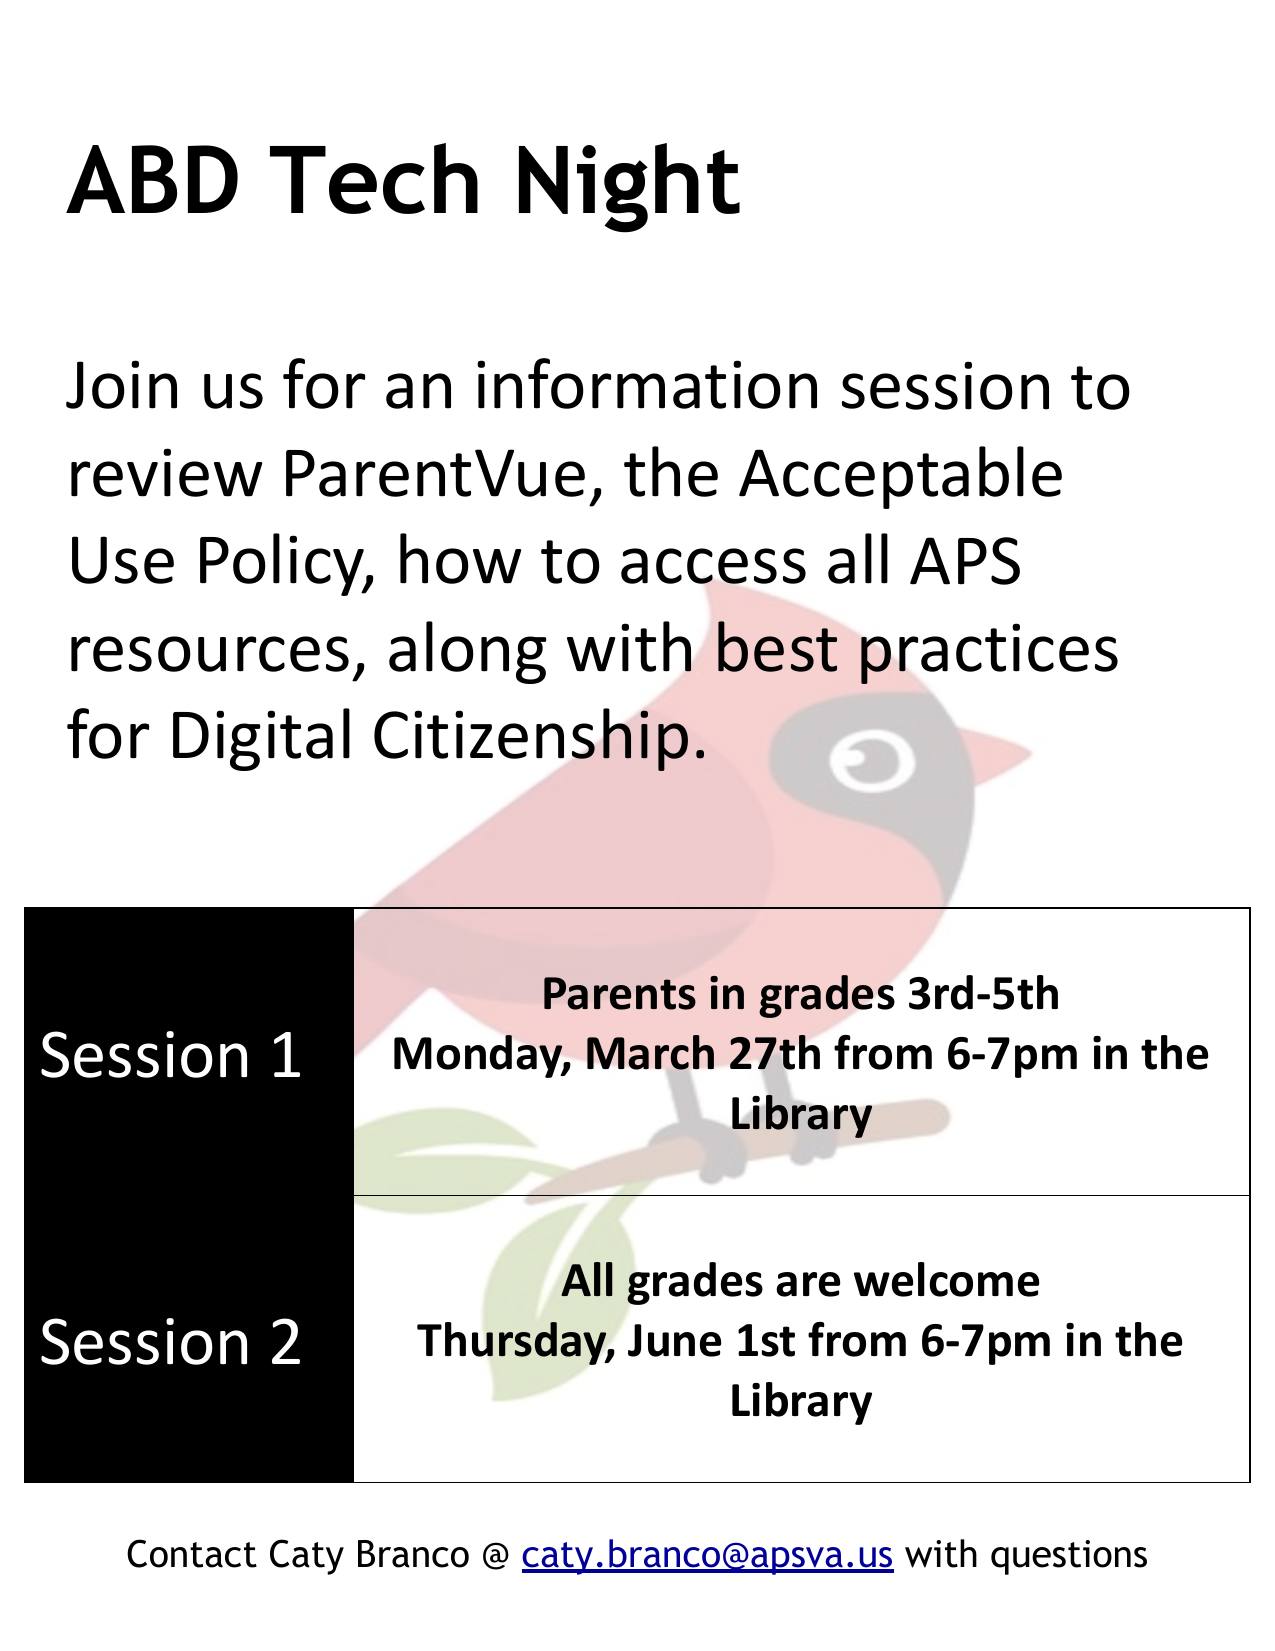 ABD Tech Night
Join us for an information session to
review ParentVue, the Acceptable
Use Policy, how to access all APS
resources, along with best practices
for Digital Citizenship.
Session 1
Parents in grades 3rd-5th
Monday, March 27th from 6-7pm in the
Library
Session 2
All grades are welcome
Thursday, June 1st from 6-7pm in the
Library
Contact Caty Branco @ caty.branco@apsva.us with questions